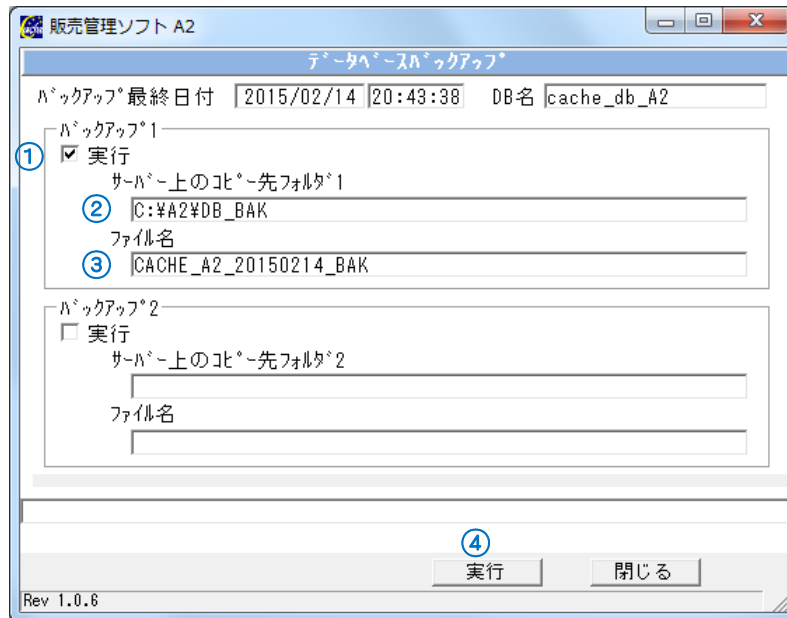 販売管理ソフト A2
ﾃﾞｰﾀﾍﾞｰｽﾊﾞｯｸｱｯﾌﾟ
ﾊﾞｯｸｱｯﾌﾟ最終日付 2015/02/14 20:43:38 DB名 cache_db_A2
ﾊﾞｯｸｱｯﾌﾟ1
① 実行
ｻｰﾊﾞｰ上のｺﾋﾟｰ先ﾌｫﾙﾀﾞ1
② C:¥A2¥DB_BAK
ﾌｧｲﾙ名
③ CACHE_A2_20150214_BAK
ﾊﾞｯｸｱｯﾌﾟ2
実行
ｻｰﾊﾞｰ上のｺﾋﾟｰ先ﾌｫﾙﾀﾞ2
ﾌｧｲﾙ名
④
実行 閉じる
Rev 1.0.6